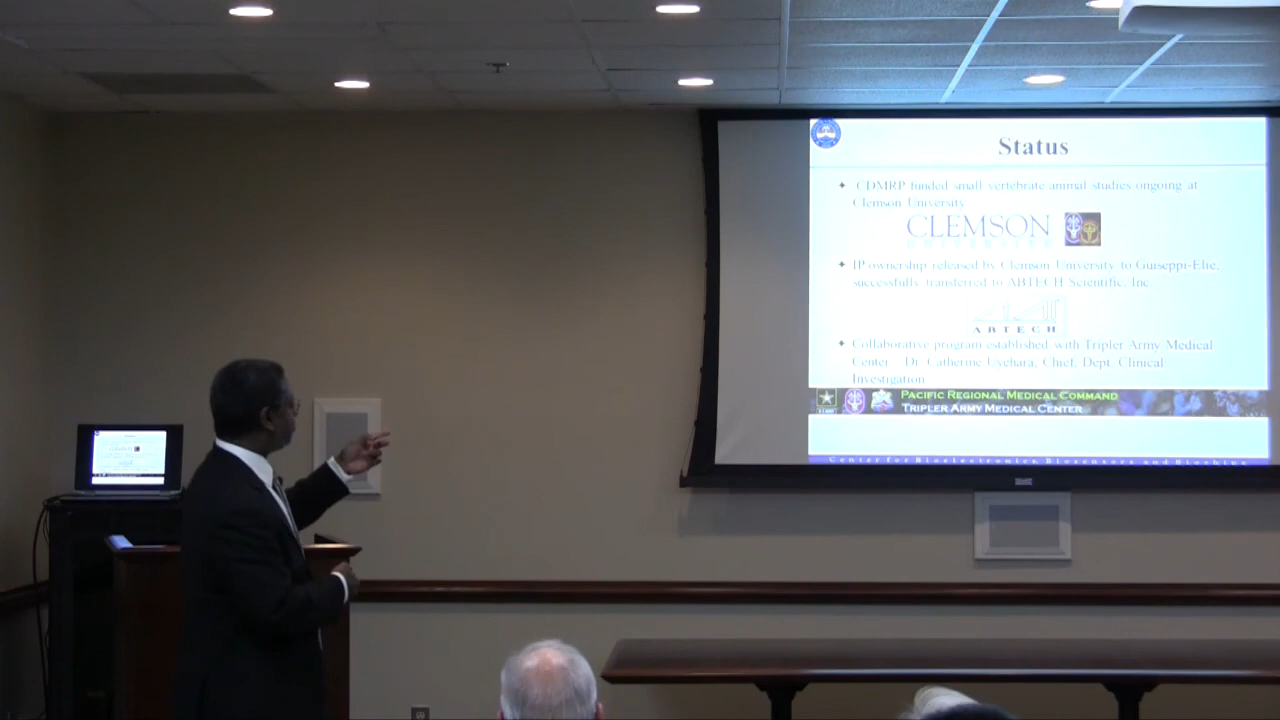 Status
CDMRP funded small vertebrate animal studies ongoing at
Clemson University
CLEMSON
UNIVERSITY
IP ownership released by Clemson University to Guiseppi-Elie,
successfully transferred to ABTECH Scientific, Inc
ABTECH
Collaborative program established with Tripler Army Medical
Center Dr. Catherine Uyehara, Chief, Dept. Clinical
Investigation
PACIFIC REGIONAL MEDICAL COMMAND
TRIPLER ARMY MEDICAL CENTER
Center for Bioelectronics, Biosensors and Biochips